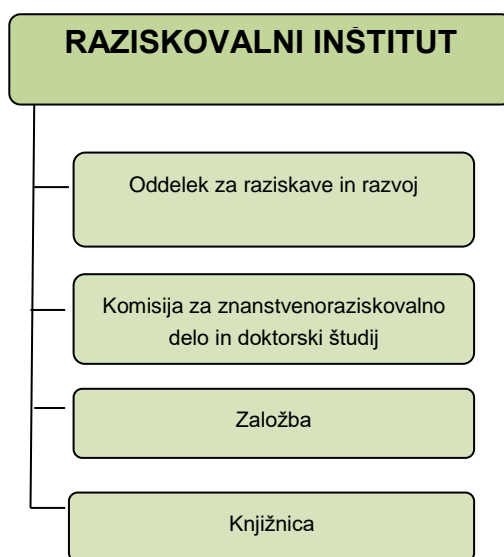 RAZISKOVALNI INŠTITUT
Oddelek za raziskave in razvoj
Komisija za znanstvenoraziskovalno
delo in doktorski študij
Založba
Knjižnica